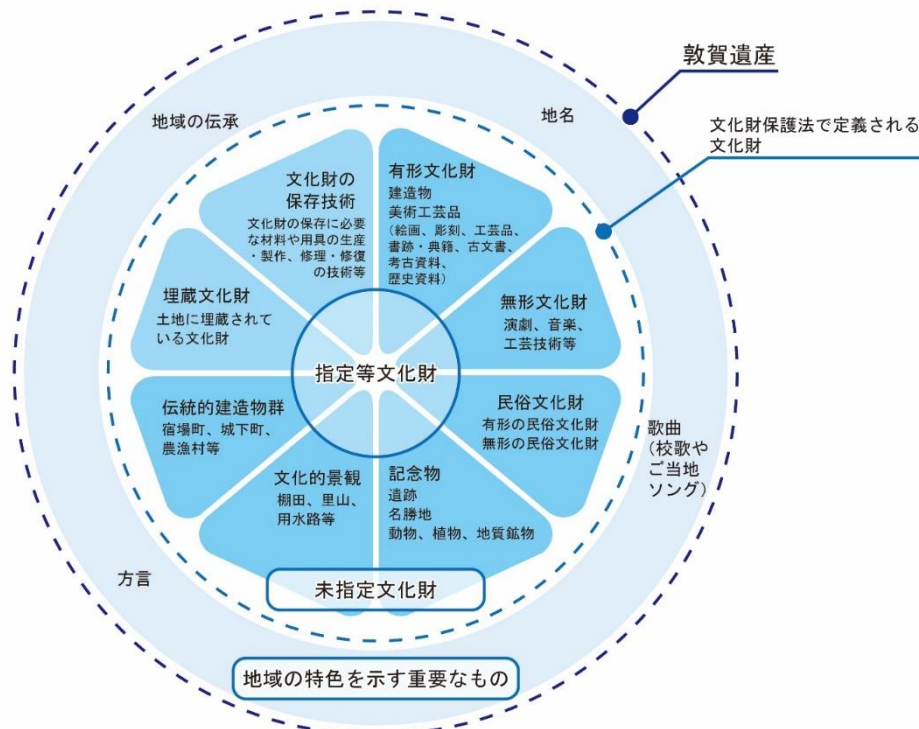 敦賀遺産
文化財保護法で定義される
文化財
地域の伝承
地名
文化財の
保存技術
文化財の保存に必要
な材料や用具の生産
・製作、修理・修復
の技術等
有形文化財
建造物
美術工芸品
(絵画、彫刻、工芸品、
書跡・典籍、古文書、
考古資料、
歴史資料)
埋蔵文化財
土地に埋蔵されて
いる文化財
無形文化財
演劇、音楽、
工芸技術等
指定等文化財
伝統的建造物群
宿場町、城下町、
農漁村等
民俗文化財
有形の民俗文化財
無形の民俗文化財
歌曲
(校歌や
ご当地
ソング)
文化的景観
棚田、里山、
用水路等
記念物
遺跡
名勝地
動物、植物、地質鉱物
方言
未指定文化財
地域の特色を示す重要なもの